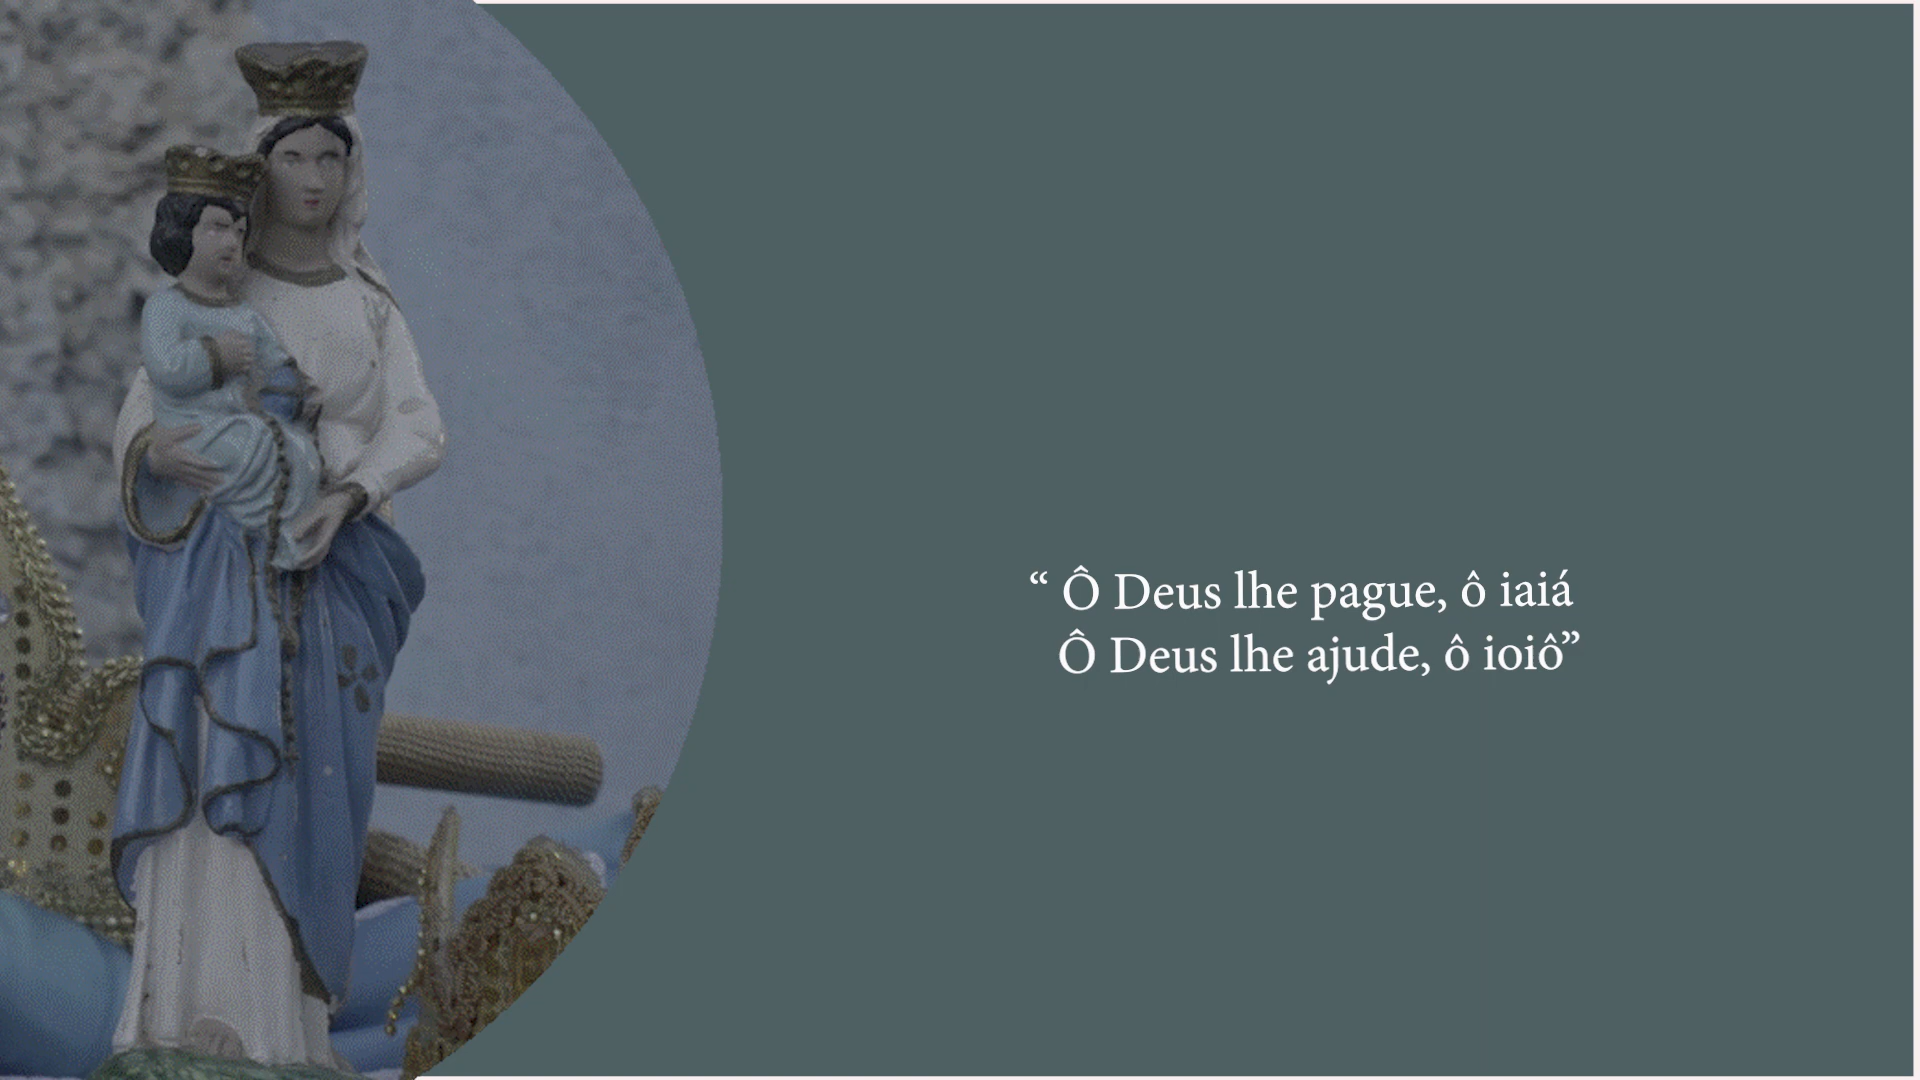 “ Ô Deus lhe pague, ô iaiá
Ô Deus lhe ajude, ô ioiô”